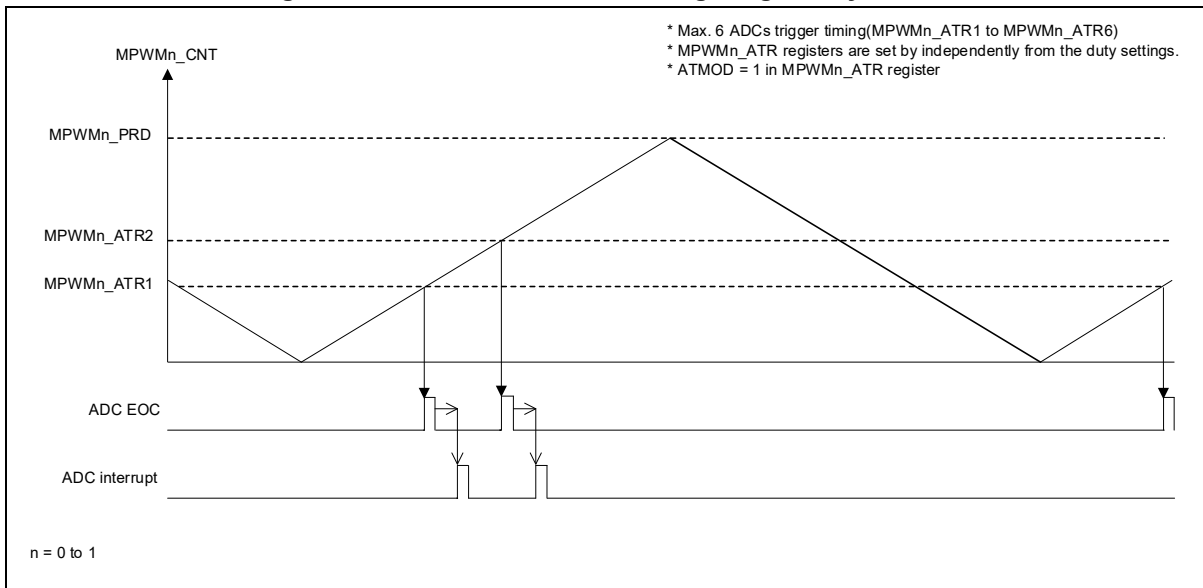 * Max. 6 ADCs trigger timing(MPWMn_ATR1 to MPWMn_ATR6)
* MPWMn_ATR registers are set by independently from the duty settings.
* ATMOD = 1 in MPWMn_ATR register
MPWMn_CNT
MPWMn_PRD
MPWMn_ATR2
MPWMn_ATR1
ADC EOC
ADC interrupt
n = 0 to 1